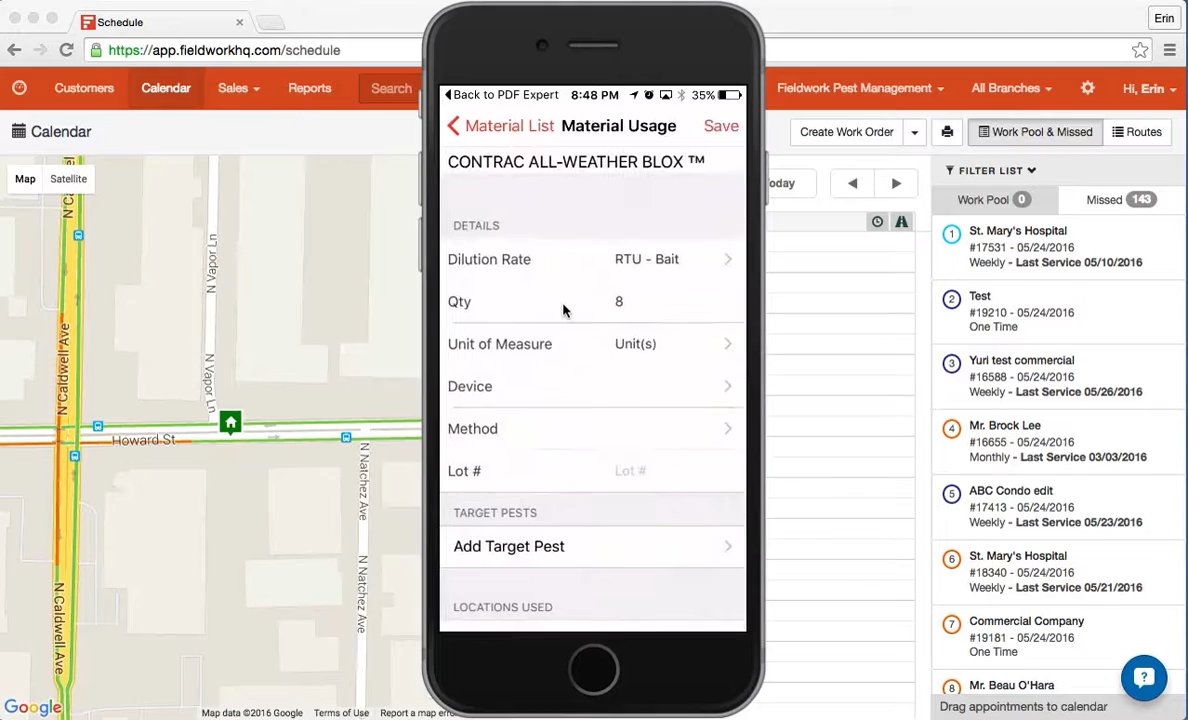 Schedule
Erin
https://app.fieldworkhq.com/schedule
Customers
Calendar
Sales
Reports
Search
Fieldwork Pest Management
All Branches
Hi, Erin
Calendar
Create Work Order
Work Pool & Missed
Routes
Map
Satellite
Today
FILTER LIST
Work Pool 0
Missed 143
1
St. Mary's Hospital
#17531 - 05/24/2016
Weekly - Last Service 05/10/2016
2
Test
#19210 - 05/24/2016
One Time
3
Yuri test commercial
#16588 - 05/24/2016
Weekly - Last Service 05/26/2016
4
Mr. Brock Lee
#16655 - 05/24/2016
Monthly - Last Service 03/03/2016
5
ABC Condo edit
#17413 - 05/24/2016
Weekly - Last Service 05/23/2016
6
St. Mary's Hospital
#18340 - 05/24/2016
Weekly - Last Service 05/21/2016
7
Commercial Company
#19181 - 05/24/2016
One Time
8
Mr. Beau O'Hara
Drag appointments to calendar
Back to PDF Expert
8:48 PM
35%
Material List
Material Usage
Save
CONTRAC ALL-WEATHER BLOX ™
DETAILS
Dilution Rate
RTU - Bait
Qty
8
Unit of Measure
Unit(s)
Device
Method
Lot #
Lot #
TARGET PESTS
Add Target Pest
LOCATIONS USED
N Caldwell Ave
N Vapor Ln
N Vapor Ln
Howard St
N Natchez Ave
N Natchez Ave
N Caldwell Ave
Google
Map data ©2016 Google
Terms of Use
Report a map